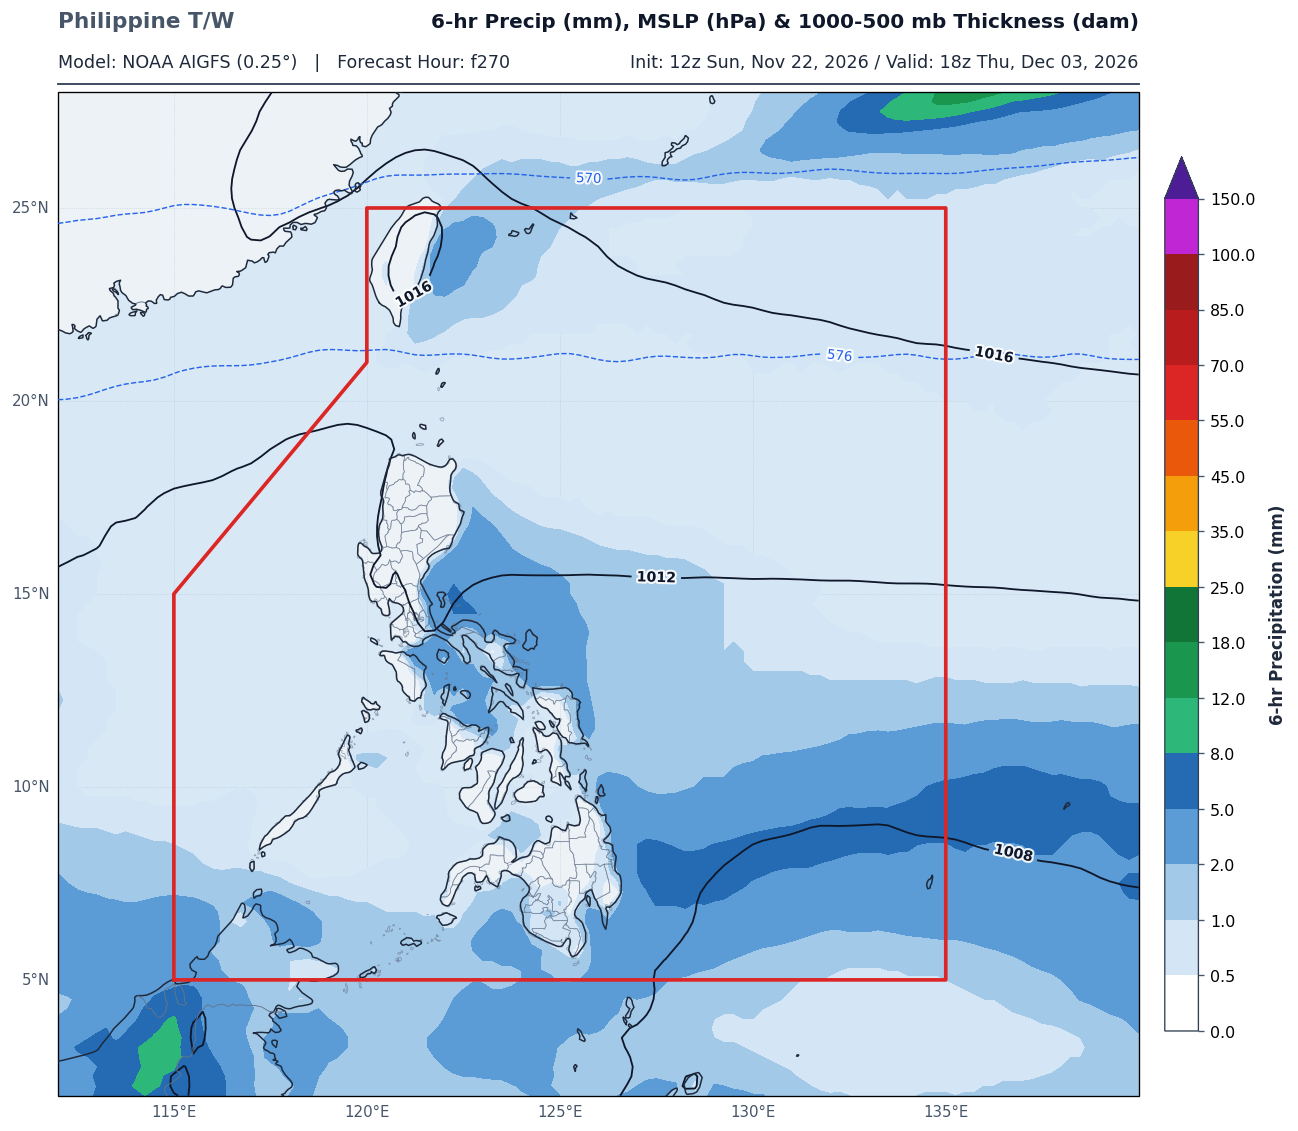 Philippine T/W
6-hr Precip (mm), MSLP (hPa) & 1000-500 mb Thickness (dam)
Model: NOAA AIGFS (0.25°) | Forecast Hour: f270
Init: 12z Sun, Nov 22, 2026 / Valid: 18z Thu, Dec 03, 2026
570
1016
1016
576
1012
1008
25°N
20°N
15°N
10°N
5°N
115°E
120°E
125°E
130°E
135°E
150.0
100.0
85.0
70.0
55.0
45.0
35.0
25.0
18.0
12.0
8.0
5.0
2.0
1.0
0.5
0.0
6-hr Precipitation (mm)